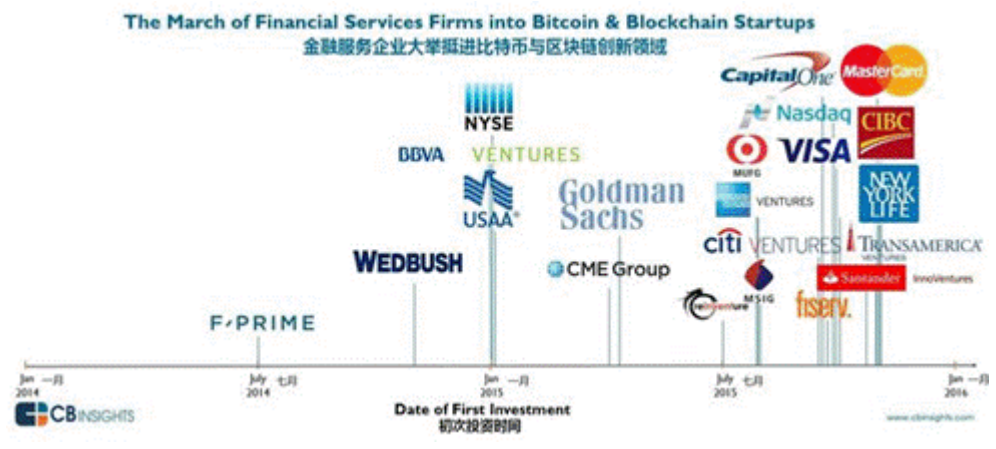 The March of Financial Services Firms into Bitcoin & Blockchain Startups
金融服务企业大举挺进比特币与区块链创新领域
CapitalOne
MasterCard
NYSE
Nasdaq
CIBC
BBVA VENTURES
MUFG
VISA
USAA®
Goldman
Sachs
VENTURES
NEW
YORK
LIFE
WEDBUSH
CME Group
citi VENTURES
TRANSAMERICA
VENTURES
MSIG
Santander InnoVentures
reinventure
fiserv.
F-PRIME
Jan 一月
2014
July 七月
2014
Jan 一月
2015
July 七月
2015
Jan 一月
2016
CBINSIGHTS
Date of First Investment
初次投资时间
www.cbinsights.com